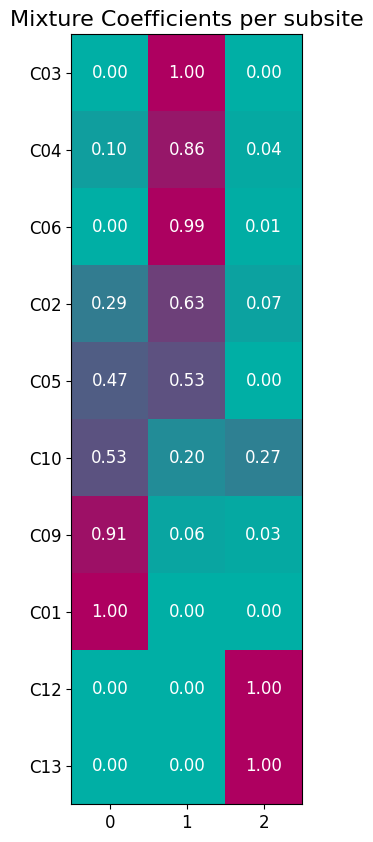 Mixture Coefficients per subsite
C03 0.00 1.00 0.00
C04 0.10 0.86 0.04
C06 0.00 0.99 0.01
C02 0.29 0.63 0.07
C05 0.47 0.53 0.00
C10 0.53 0.20 0.27
C09 0.91 0.06 0.03
C01 1.00 0.00 0.00
C12 0.00 0.00 1.00
C13 0.00 0.00 1.00
0 1 2